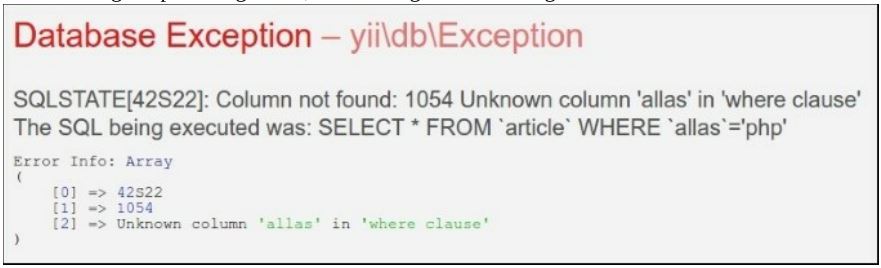 Database Exception – yii\db\Exception
SQLSTATE[42S22]: Column not found: 1054 Unknown column 'allas' in 'where clause'
The SQL being executed was: SELECT * FROM `article` WHERE `allas`='php'
Error Info: Array
(
    [0] => 42S22
    [1] => 1054
    [2] => Unknown column 'allas' in 'where clause'
)